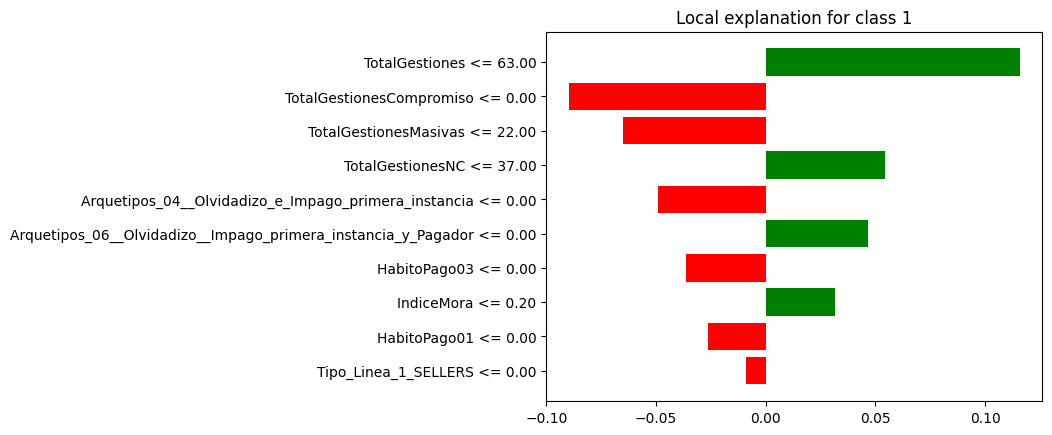 Local explanation for class 1
TotalGestiones <= 63.00
TotalGestionesCompromiso <= 0.00
TotalGestionesMasivas <= 22.00
TotalGestionesNC <= 37.00
Arquetipos_04__Olvidadizo_e_Impago_primera_instancia <= 0.00
Arquetipos_06__Olvidadizo__Impago_primera_instancia_y_Pagador <= 0.00
HabitoPago03 <= 0.00
IndiceMora <= 0.20
HabitoPago01 <= 0.00
Tipo_Linea_1_SELLERS <= 0.00
−0.10 −0.05 0.00 0.05 0.10